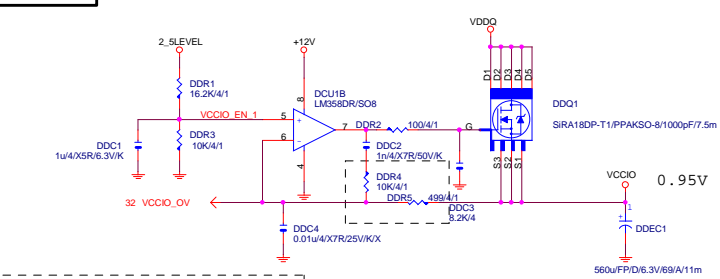 VDDQ
2_5LEVEL
+12V
D1
D2
D3
D4
D5
DDR1
16.2K/4/1
DCU1B
LM358DR/SO8
8
DDR2
DDQ1
VCCIO_EN_1
5
+
7
100/4/1
G
SiRA18DP-T1/PPAKSO-8/1000pF/7.5m
6
-
DDC1
1u/4/X5R/6.3V/K
DDR3
10K/4/1
DDC2
1n/4/X7R/50V/K
4
S3
S2
S1
DDR4
10K/4/1
VCCIO
0.95V
DDR5
499/4/1
32 VCCIO_OV
DDC3
8.2K/4
1
DDC4
0.01u/4/X7R/25V/K/X
+
DDEC1
560u/FP/D/6.3V/69/A/11m